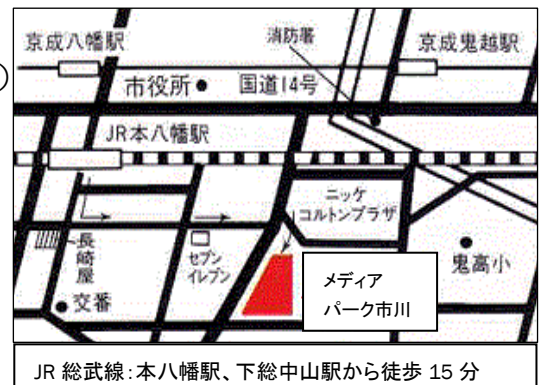 京成八幡駅
消防署
京成鬼越駅
市役所
国道14号
JR本八幡駅
ニッケ
コルトンプラザ
長崎屋
セブン
イレブン
交番
鬼高小
メディア
パーク市川
JR 総武線：本八幡駅、下総中山駅から徒歩 15 分